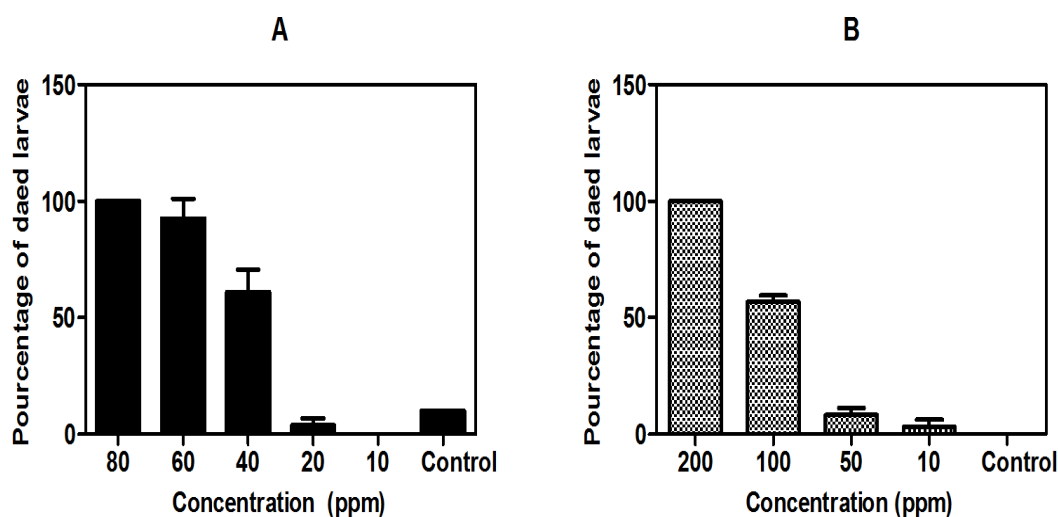 A
Pourcentage of daed larvae
150
100
50
0
80 60 40 20 10 Control
Concentration (ppm)
B
Pourcentage of daed larvae
150
100
50
0
200 100 50 10 Control
Concentration (ppm)